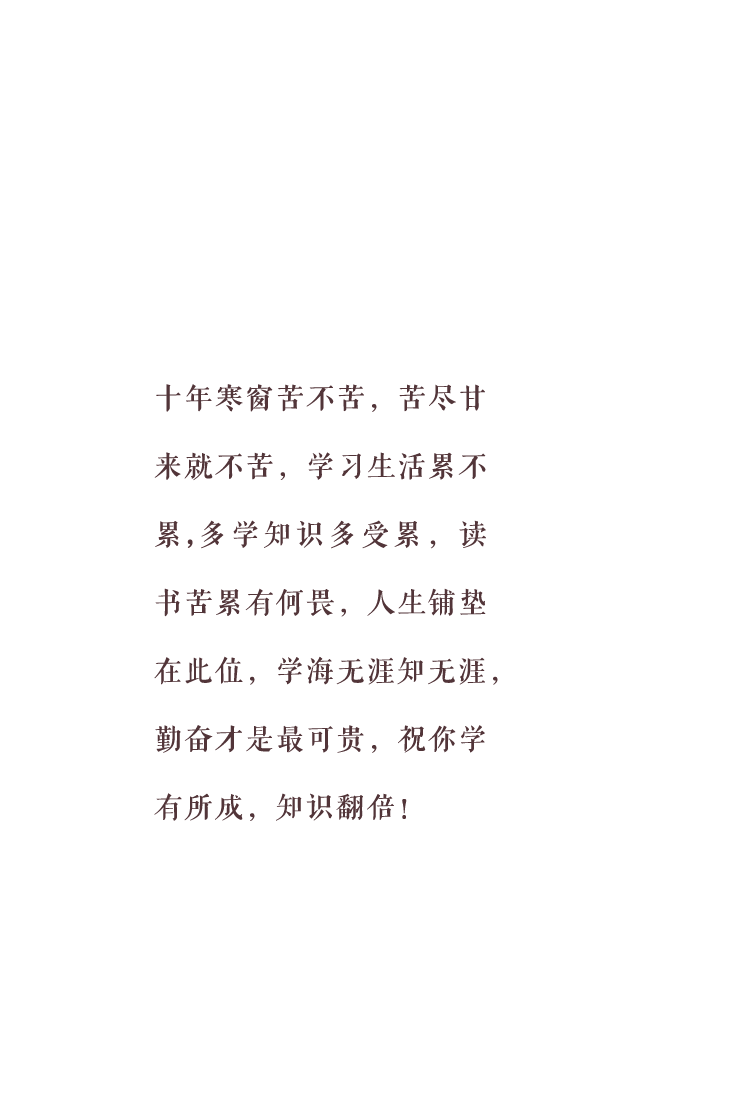 十年寒窗苦不苦，苦尽甘
来就不苦，学习生活累不
累,多学知识多受累，读
书苦累有何畏，人生铺垫
在此位，学海无涯知无涯，
勤奋才是最可贵，祝你学
有所成，知识翻倍！